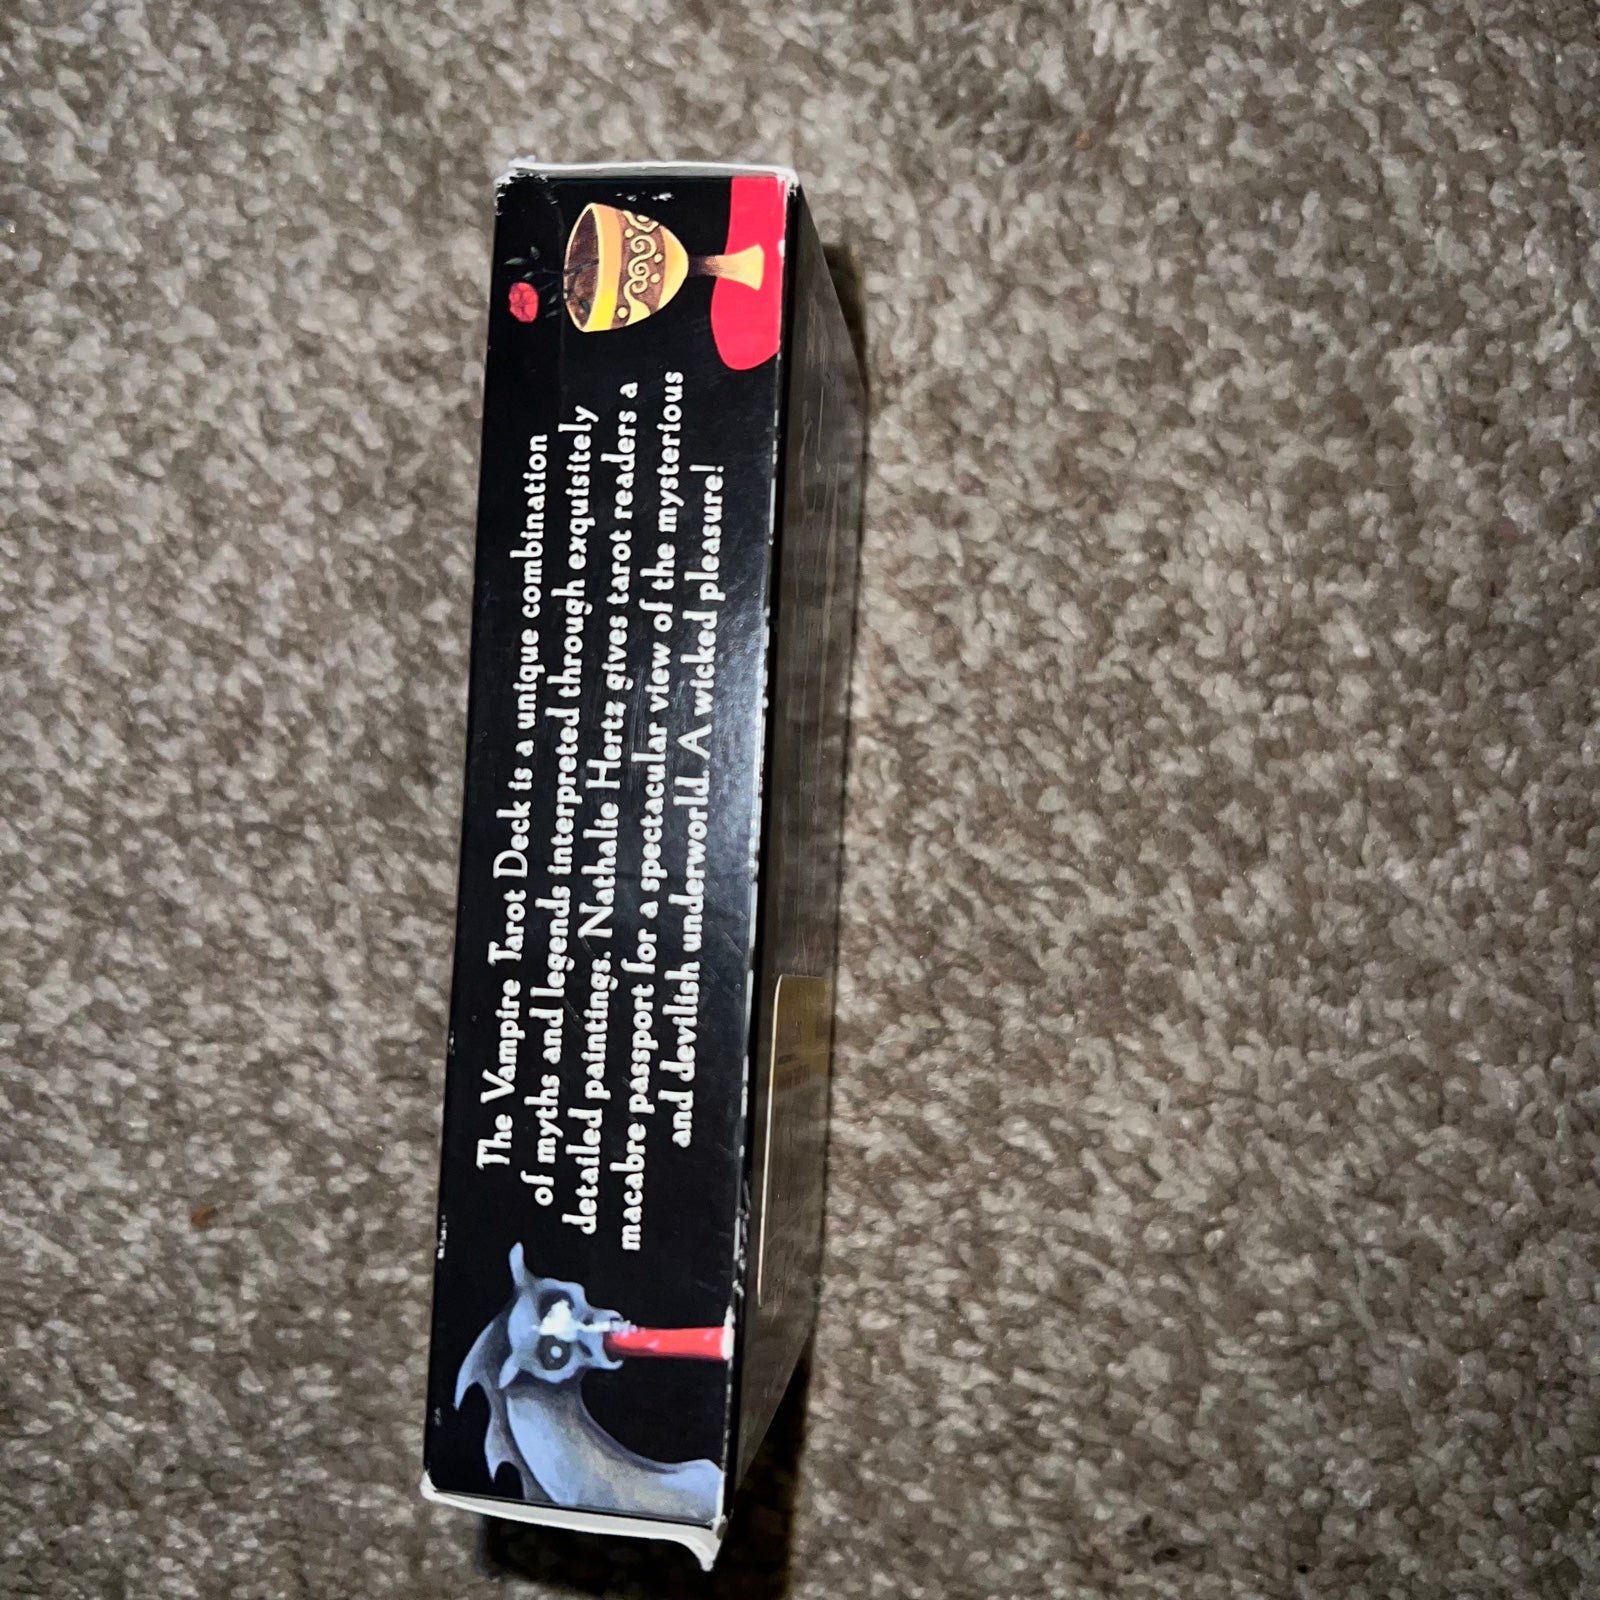 The Vampire Tarot Deck is a unique combination
of myths and legends interpreted through exquisitely
detailed paintings. Nathalie Hertz gives tarot readers a
macabre passport for a spectacular view of the mysterious
and devilish underworld. A wicked pleasure!